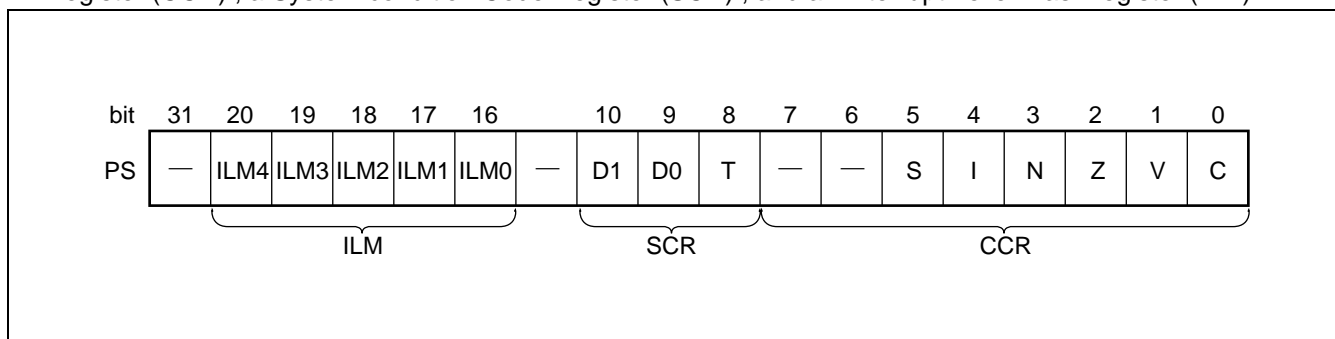 bit 31 20 19 18 17 16 10 9 8 7 6 5 4 3 2 1 0
PS — ILM4 ILM3 ILM2 ILM1 ILM0 — D1 D0 T — — S I N Z V C
ILM SCR CCR